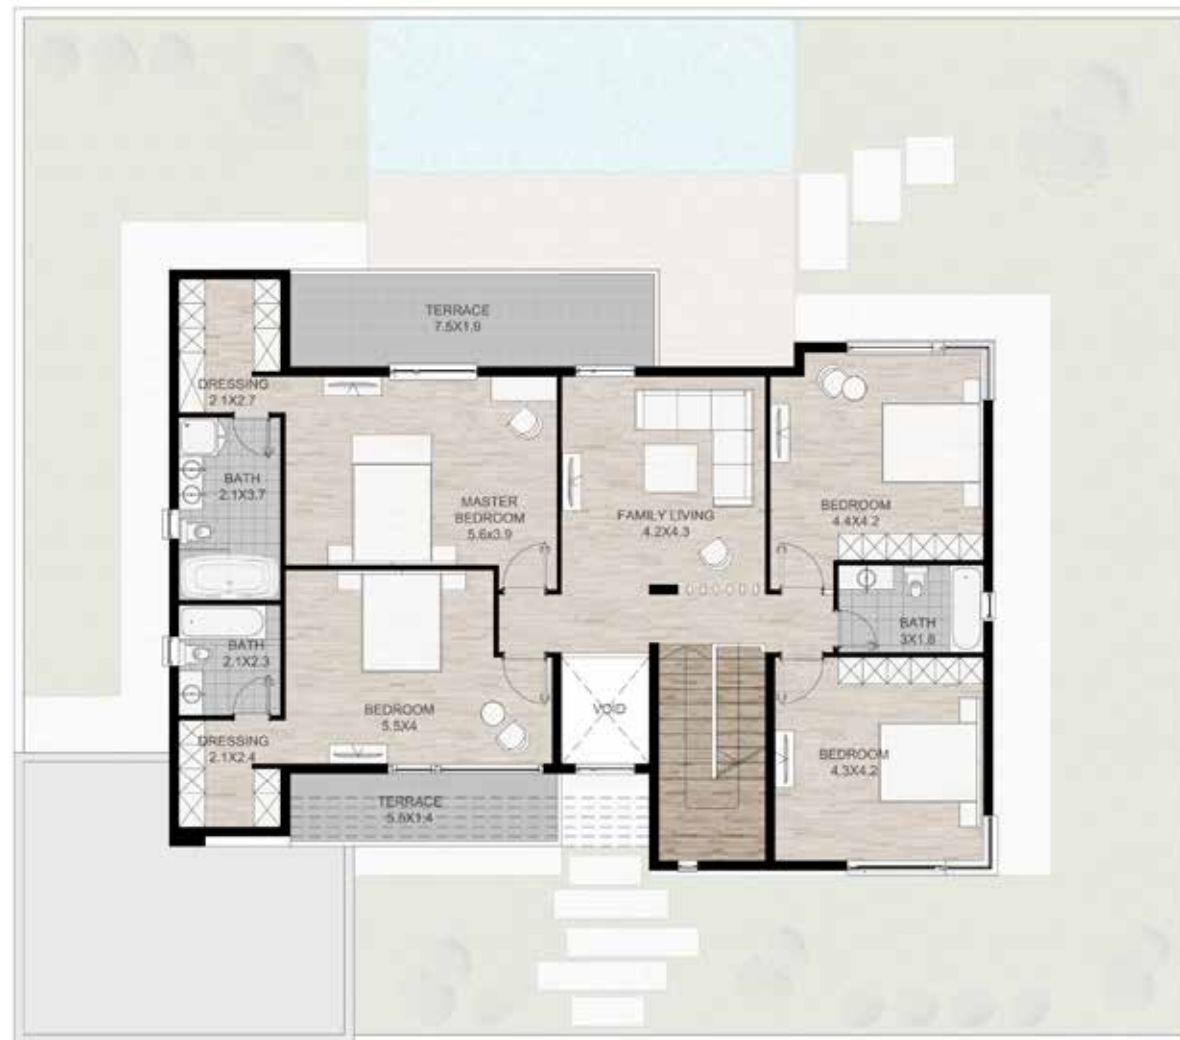 TERRACE
7.5X1.9
DRESSING
2.1X2.7
BATH
2.1X3.7
MASTER
BEDROOM
5.6x3.9
FAMILY LIVING
4.2X4.3
BEDROOM
4.4X4.2
BATH
2.1X2.3
BATH
3X1.8
BEDROOM
5.5X4
VOID
DRESSING
2.1X2.4
BEDROOM
4.3X4.2
TERRACE
5.5X1.4